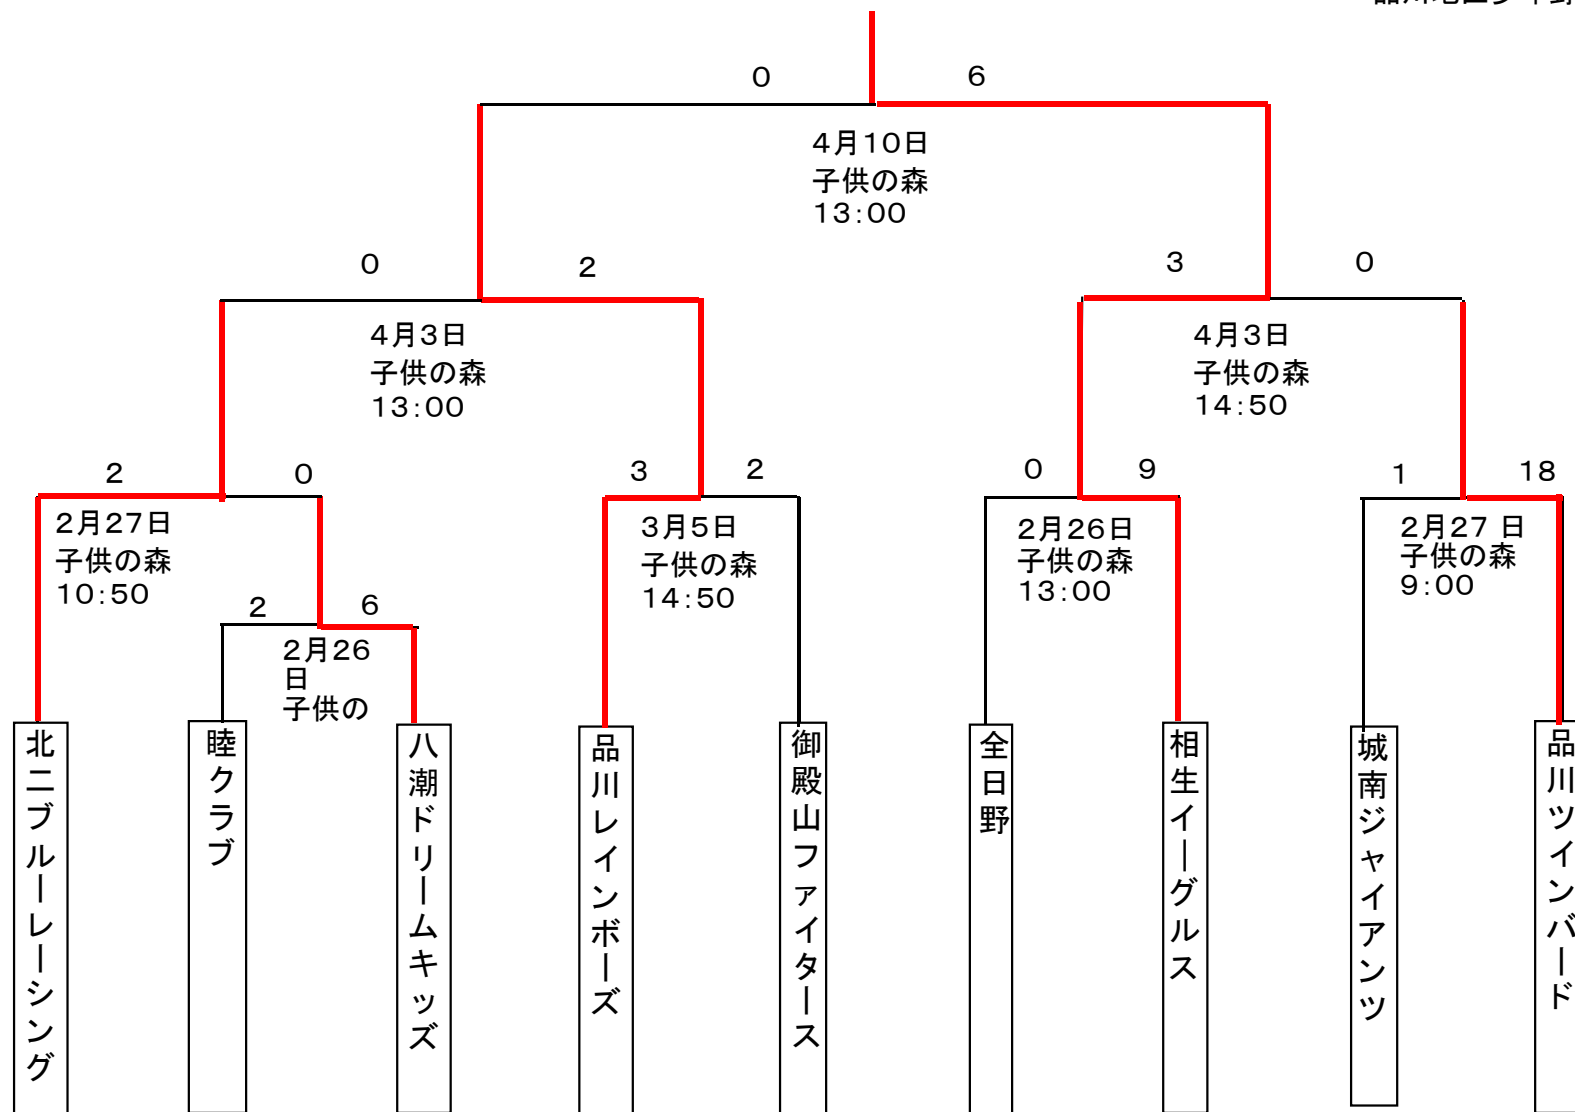 0
6
4月10日
子供の森
13:00
0
2
3
0
4月3日
子供の森
13:00
4月3日
子供の森
14:50
2
0
3
2
0
9
1
18
2月27日
子供の森
10:50
3月5日
子供の森
14:50
2月26日
子供の森
13:00
2月27 日
子供の森
9:00
2
6
2月26
日
子供の
北二ブルーレーシング
睦クラブ
八潮ドリームキッズ
品川レインボーズ
御殿山ファイタース
全日野
相生イーグルス
城南ジャイアンツ
品川ツインバード